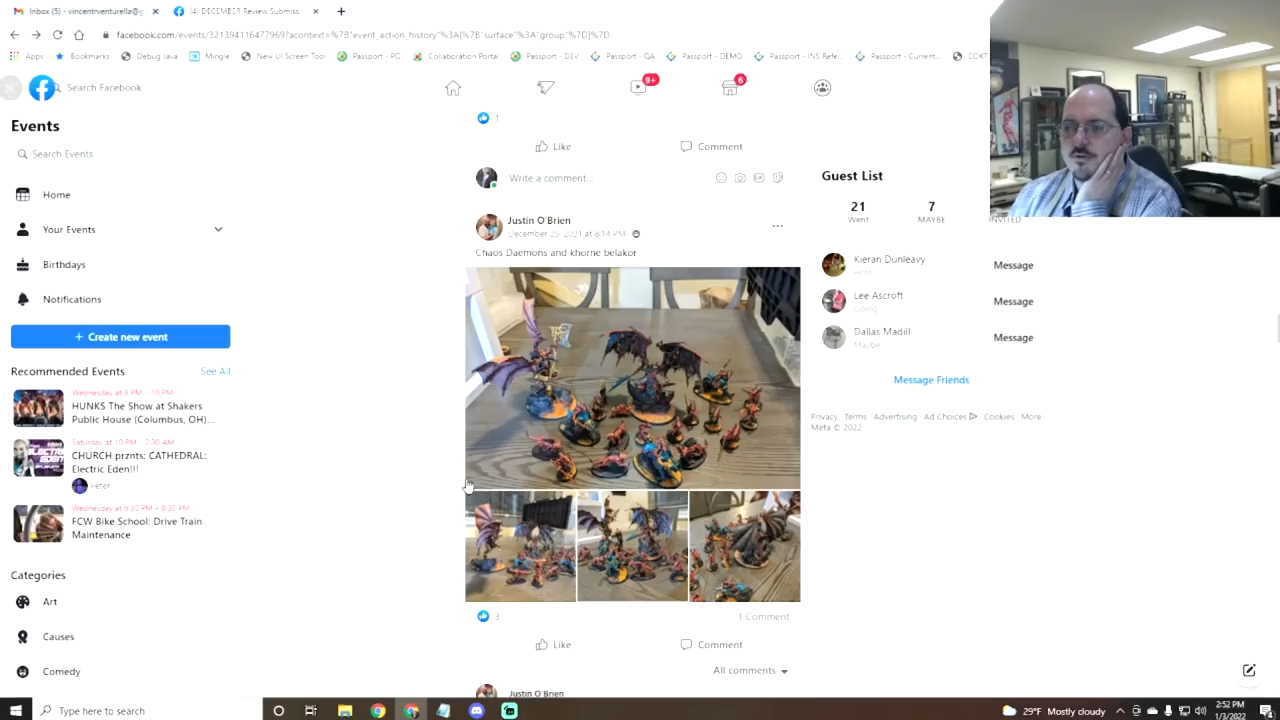 Inbox (5) - vincentrventurella@g
(4) DECEMBER Review Submiss
facebook.com/events/321394116477969?acontext=%7B"event_action_history"%3A[%7B"surface"%3A"group"%7D]%7D
Apps
Bookmarks
Debug Java
Mingle
New UI Screen Tool
Passport - PO
Collaboration Portal
Passport - DEV
Passport - QA
Passport - DEMO
Passport - INS Refe...
Passport - Current...
Search Facebook
9+
6
Events
Search Events
Home
Your Events
Birthdays
Notifications
+ Create new event
Recommended Events
See All
Wednesday at 8 PM - 10 PM
HUNKS The Show at Shakers
Public House (Columbus, OH)...
Saturday at 10 PM - 2:30 AM
CHURCH prznts: CATHEDRAL:
Electric Eden!!!
Peter
Wednesday at 6:30 PM - 8:30 PM
FCW Bike School: Drive Train
Maintenance
Categories
Art
Causes
Comedy
1
Like
Comment
Write a comment...
Justin O'Brien
December 25, 2021 at 8:14 PM
Chaos Daemons and khorne belakor
3
1 Comment
Like
Comment
All comments
Justin O'Brien
Guest List
21
Went
7
MAYBE
INVITED
Kieran Dunleavy
Message
Lee Ascroft
Going
Message
Dallas Madill
Maybe
Message
Message Friends
Privacy · Terms · Advertising · Ad Choices · Cookies · More
Meta © 2022
Type here to search
29°F Mostly cloudy
2:52 PM
1/3/2022